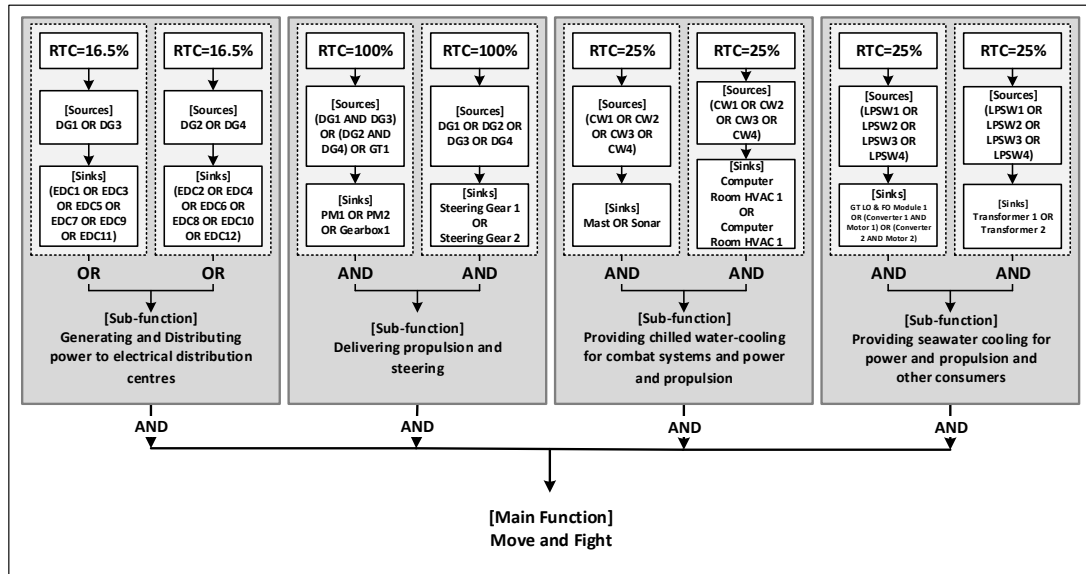 RTC=16.5%
[Sources]
DG1 OR DG3
[Sinks]
(EDC1 OR EDC3
OR EDC5 OR
EDC7 OR EDC9
OR EDC11)
OR
RTC=16.5%
[Sources]
DG2 OR DG4
[Sinks]
(EDC2 OR EDC4
OR EDC6 OR
EDC8 OR EDC10
OR EDC12)
OR
[Sub-function]
Generating and Distributing
power to electrical distribution
centres
AND
RTC=100%
[Sources]
(DG1 AND DG3)
OR (DG2 AND
DG4) OR GT1
[Sinks]
PM1 OR PM2
OR Gearbox1
AND
RTC=100%
[Sources]
DG1 OR DG2 OR
DG3 OR DG4
[Sinks]
Steering Gear 1
OR
Steering Gear 2
AND
[Sub-function]
Delivering propulsion and
steering
AND
RTC=25%
[Sources]
(CW1 OR CW2
OR CW3 OR
CW4)
[Sinks]
Mast OR Sonar
AND
RTC=25%
[Sources]
(CW1 OR CW2
OR CW3 OR
CW4)
[Sinks]
Computer
Room HVAC 1
OR
Computer
Room HVAC 1
AND
[Sub-function]
Providing chilled water-cooling
for combat systems and power
and propulsion
AND
RTC=25%
[Sources]
(LPSW1 OR
LPSW2 OR
LPSW3 OR
LPSW4)
[Sinks]
GT LO & FO Module 1
OR (Converter 1 AND
Motor 1) OR (Converter
2 AND Motor 2)
AND
RTC=25%
[Sources]
(LPSW1 OR
LPSW2 OR
LPSW3 OR
LPSW4)
[Sinks]
Transformer 1 OR
Transformer 2
AND
[Sub-function]
Providing seawater cooling for
power and propulsion and
other consumers
AND
[Main Function]
Move and Fight